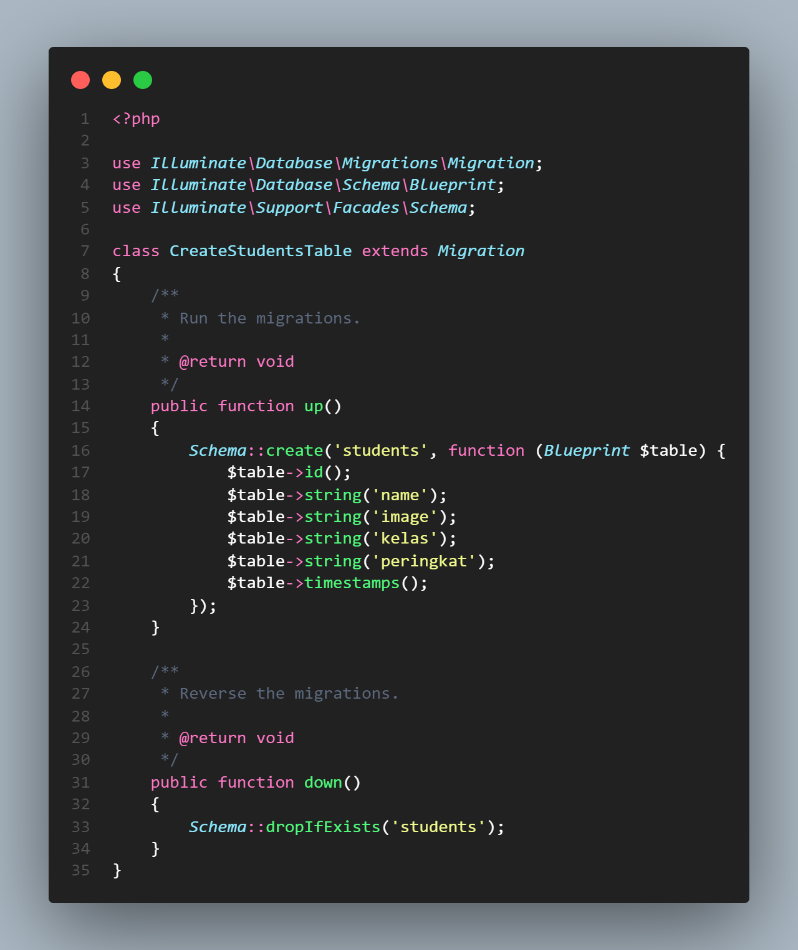 1 <?php
2
3 use Illuminate\Database\Migrations\Migration;
4 use Illuminate\Database\Schema\Blueprint;
5 use Illuminate\Support\Facades\Schema;
6
7 class CreateStudentsTable extends Migration
8 {
9     /**
10      * Run the migrations.
11      *
12      * @return void
13      */
14     public function up()
15     {
16         Schema::create('students', function (Blueprint $table) {
17             $table->id();
18             $table->string('name');
19             $table->string('image');
20             $table->string('kelas');
21             $table->string('peringkat');
22             $table->timestamps();
23         });
24     }
25
26     /**
27      * Reverse the migrations.
28      *
29      * @return void
30      */
31     public function down()
32     {
33         Schema::dropIfExists('students');
34     }
35 }